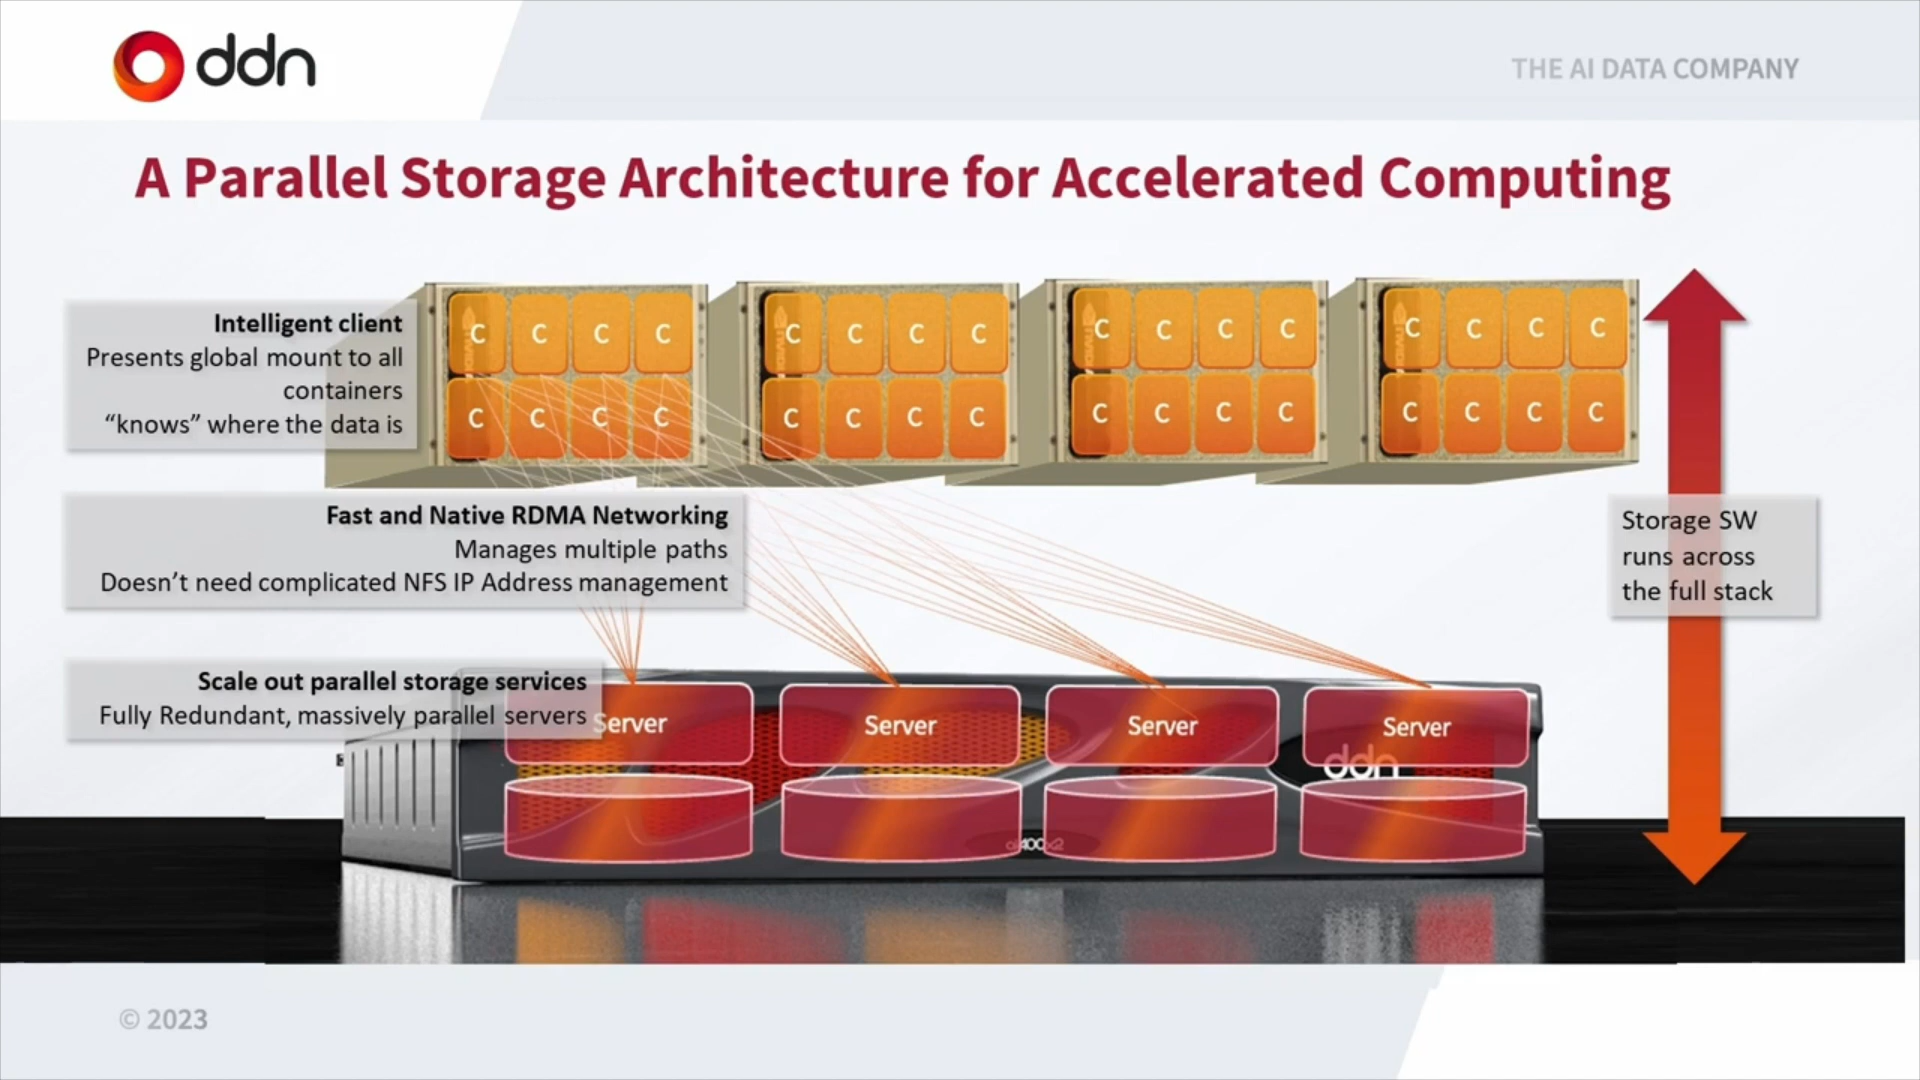 ddn
THE AI DATA COMPANY
A Parallel Storage Architecture for Accelerated Computing
Intelligent client
Presents global mount to all
containers
“knows” where the data is
C C C C
C C C C
C C C C
C C C C
C C C C
C C C C
C C C C
C C C C
Fast and Native RDMA Networking
Manages multiple paths
Doesn’t need complicated NFS IP Address management
Storage SW
runs across
the full stack
Scale out parallel storage services
Fully Redundant, massively parallel servers
Server
Server
Server
Server
ddn
© 2023